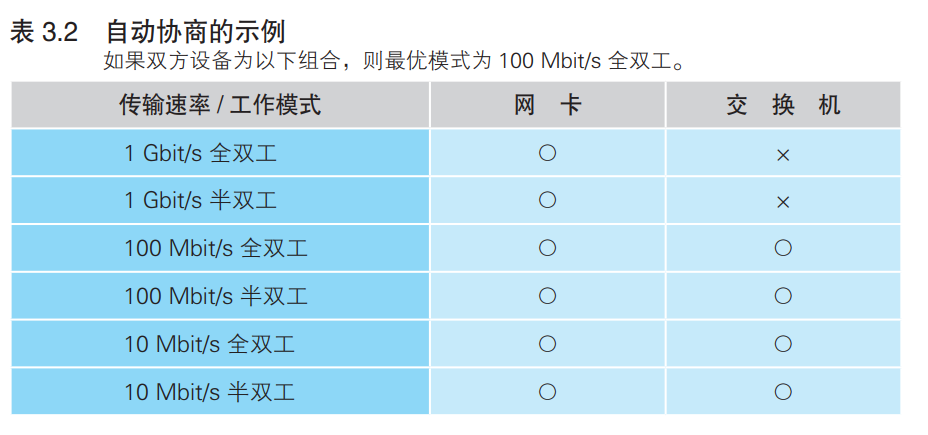 表 3.2 自动协商的示例
如果双方设备为以下组合，则最优模式为 100 Mbit/s 全双工。
传输速率 / 工作模式 网 卡 交 换 机
1 Gbit/s 全双工 ○ ×
1 Gbit/s 半双工 ○ ×
100 Mbit/s 全双工 ○ ○
100 Mbit/s 半双工 ○ ○
10 Mbit/s 全双工 ○ ○
10 Mbit/s 半双工 ○ ○